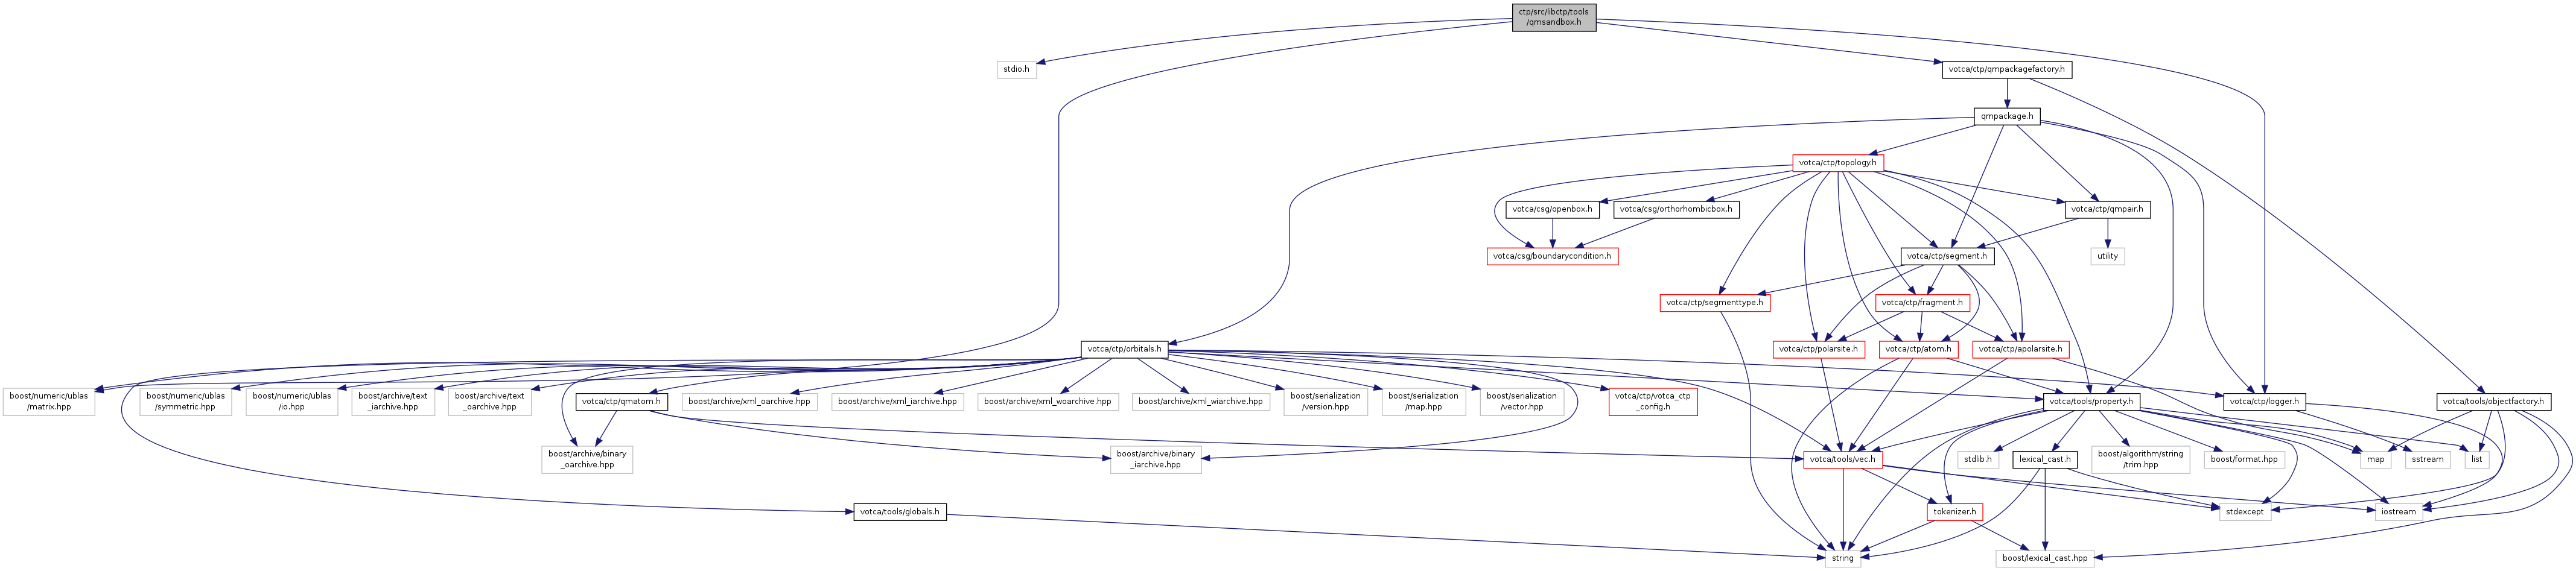 ctp/src/libctp/tools
/qmsandbox.h
stdio.h
votca/ctp/qmpackagefactory.h
qmpackage.h
votca/ctp/topology.h
votca/csg/openbox.h
votca/csg/orthorhombicbox.h
votca/ctp/qmpair.h
votca/csg/boundarycondition.h
votca/ctp/segment.h
utility
votca/ctp/segmenttype.h
votca/ctp/fragment.h
votca/ctp/orbitals.h
votca/ctp/polarsite.h
votca/ctp/atom.h
votca/ctp/apolarsite.h
boost/numeric/ublas
/matrix.hpp
boost/numeric/ublas
/symmetric.hpp
boost/numeric/ublas
/io.hpp
boost/archive/text
_iarchive.hpp
boost/archive/text
_oarchive.hpp
votca/ctp/qmatom.h
boost/archive/xml_oarchive.hpp
boost/archive/xml_iarchive.hpp
boost/archive/xml_woarchive.hpp
boost/archive/xml_wiarchive.hpp
boost/serialization
/version.hpp
boost/serialization
/map.hpp
boost/serialization
/vector.hpp
votca/ctp/votca_ctp
_config.h
votca/tools/property.h
votca/ctp/logger.h
votca/tools/objectfactory.h
boost/archive/binary
_oarchive.hpp
boost/archive/binary
_iarchive.hpp
votca/tools/vec.h
stdlib.h
lexical_cast.h
boost/algorithm/string
/trim.hpp
boost/format.hpp
map
sstream
list
votca/tools/globals.h
tokenizer.h
stdexcept
iostream
string
boost/lexical_cast.hpp